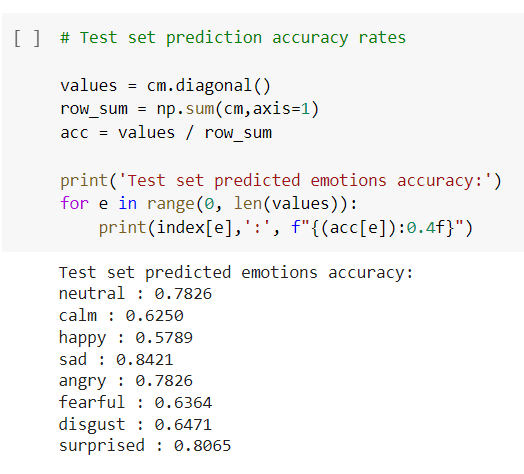 [ ] # Test set prediction accuracy rates
values = cm.diagonal()
row_sum = np.sum(cm,axis=1)
acc = values / row_sum
print('Test set predicted emotions accuracy:')
for e in range(0, len(values)):
    print(index[e],':', f"{(acc[e]):0.4f}")
Test set predicted emotions accuracy:
neutral : 0.7826
calm : 0.6250
happy : 0.5789
sad : 0.8421
angry : 0.7826
fearful : 0.6364
disgust : 0.6471
surprised : 0.8065